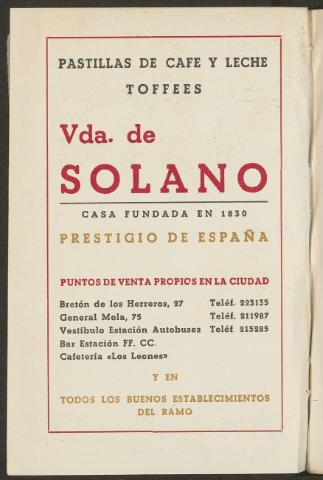 PASTILLAS DE CAFE Y LECHE
TOFFEES
Vda. de
SOLANO
CASA FUNDADA EN 1830
PRESTIGIO DE ESPAÑA
PUNTOS DE VENTA PROPIOS EN LA CIUDAD
Bretón de los Herreros, 27 Teléf. 223135
General Mola, 75 Teléf. 211987
Vestíbulo Estación Autobuses Teléf 215285
Bar Estación FF. CC.
Cafetería «Los Leones»
Y EN
TODOS LOS BUENOS ESTABLECIMIENTOS
DEL RAMO